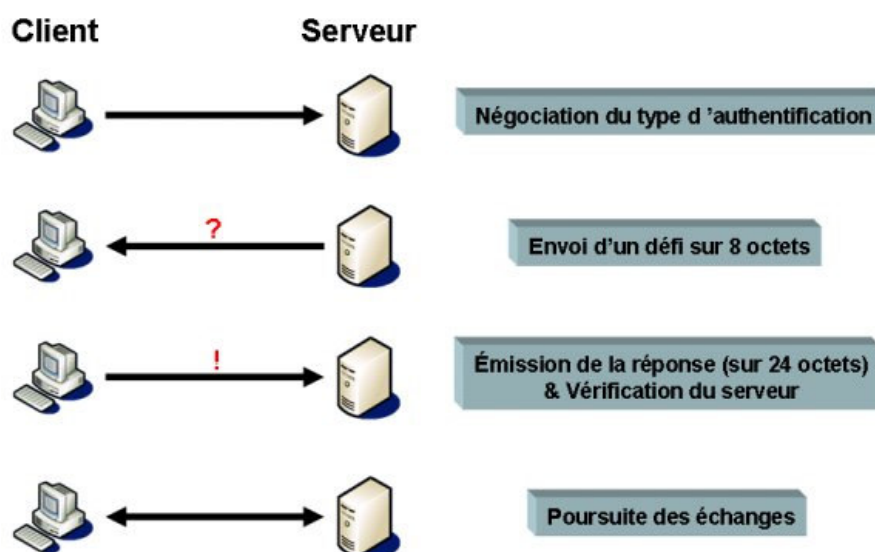 Client
Serveur
Négociation du type d ’authentification
?
Envoi d’un défi sur 8 octets
!
Émission de la réponse (sur 24 octets)
& Vérification du serveur
Poursuite des échanges